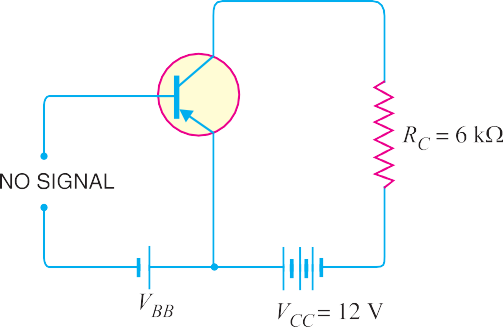 R_C = 6 kΩ
NO SIGNAL
V_BB
V_CC = 12 V